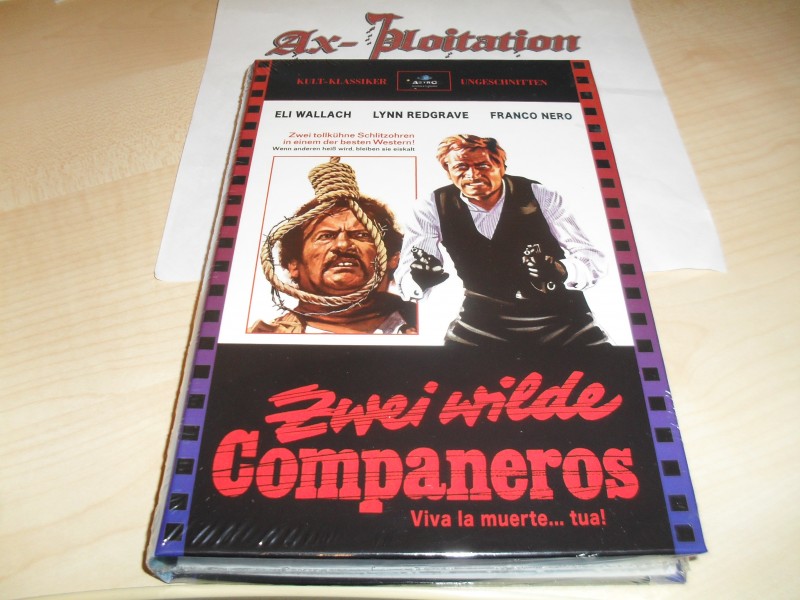 Ax-Ploitation
KULT-KLASSIKER ASTRO UNGESCHNITTEN
ELI WALLACH LYNN REDGRAVE FRANCO NERO
Zwei tollkühne Schlitzohren
in einem der besten Western!
Wenn anderen heiß wird, bleiben sie eiskalt
Zwei wilde
Companeros
Viva la muerte... tua!